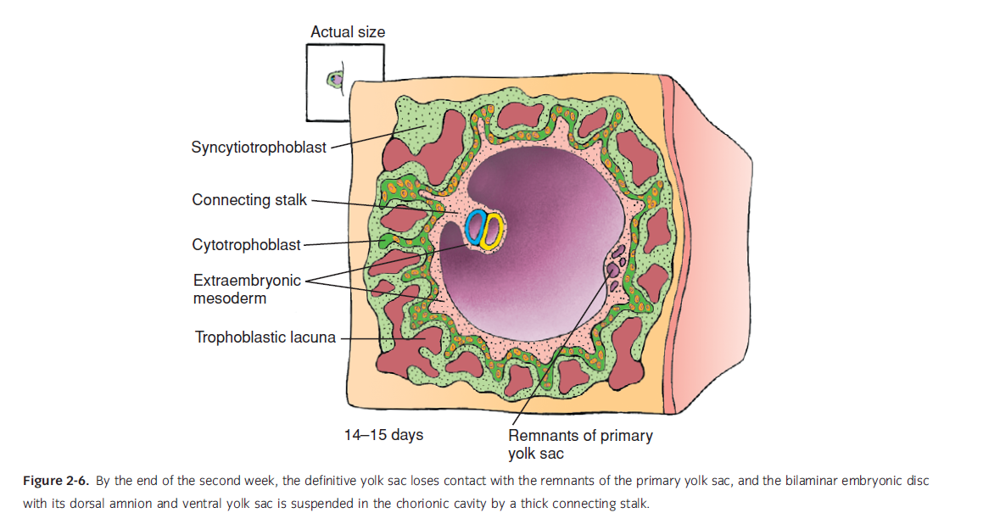 Actual size
Syncytiotrophoblast
Connecting stalk
Cytotrophoblast
Extraembryonic
mesoderm
Trophoblastic lacuna
14–15 days
Remnants of primary
yolk sac
Figure 2-6. By the end of the second week, the definitive yolk sac loses contact with the remnants of the primary yolk sac, and the bilaminar embryonic disc
with its dorsal amnion and ventral yolk sac is suspended in the chorionic cavity by a thick connecting stalk.